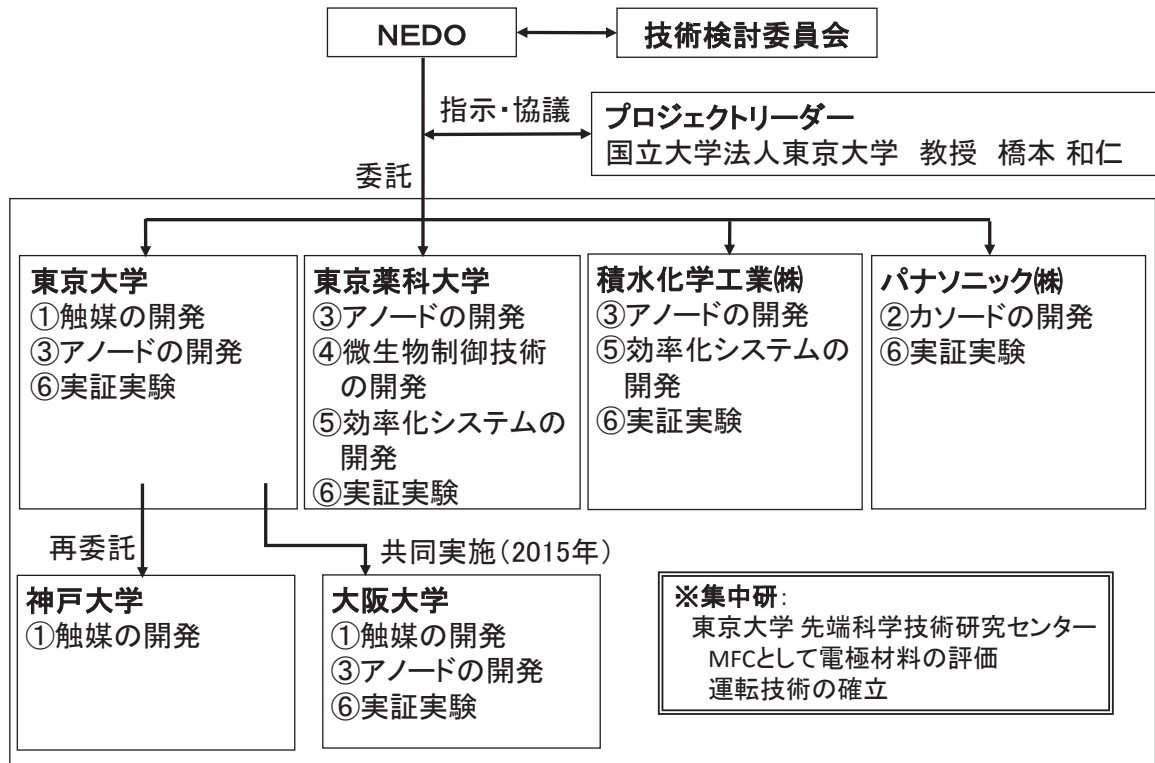 NEDO
技術検討委員会
指示・協議
プロジェクトリーダー
国立大学法人東京大学　教授　橋本 和仁
委託
東京大学
①触媒の開発
③アノードの開発
⑥実証実験
東京薬科大学
③アノードの開発
④微生物制御技術
の開発
⑤効率化システムの
開発
⑥実証実験
積水化学工業㈱
③アノードの開発
⑤効率化システムの
開発
⑥実証実験
パナソニック㈱
②カソードの開発
⑥実証実験
再委託
共同実施（2015年）
神戸大学
①触媒の開発
大阪大学
①触媒の開発
③アノードの開発
⑥実証実験
※集中研：
東京大学 先端科学技術研究センター
MFCとして電極材料の評価
運転技術の確立